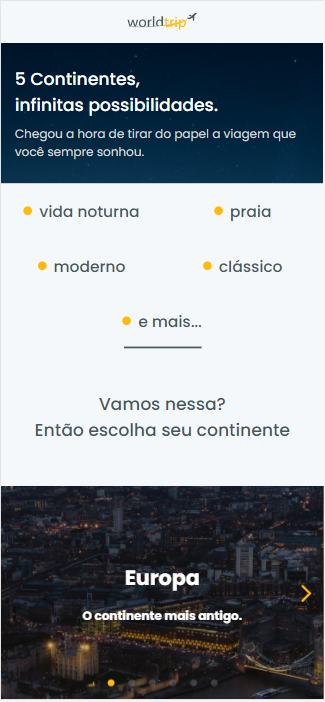 worldtrip
5 Continentes,
infinitas possibilidades.
Chegou a hora de tirar do papel a viagem que
você sempre sonhou.
vida noturna
praia
moderno
clássico
e mais...
Vamos nessa?
Então escolha seu continente
Europa
O continente mais antigo.